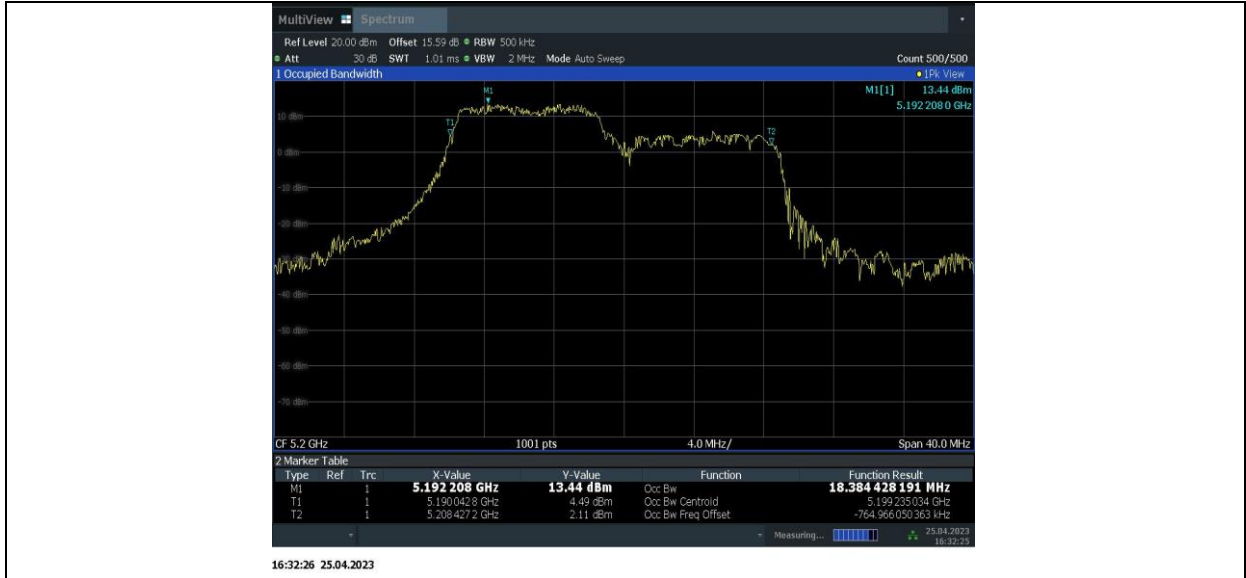 MultiView Spectrum
Ref Level 20.00 dBm Offset 15.59 dB RBW 500 kHz
Att 30 dB SWT 1.01 ms VBW 2 MHz Mode Auto Sweep Count 500/500
1 Occupied Bandwidth 1Pk View
M1[1] 13.44 dBm
5.192 208 0 GHz
M1
10 dBm
T1
T2
0 dBm
-10 dBm
-20 dBm
-40 dBm
-50 dBm
-60 dBm
-70 dBm
CF 5.2 GHz 1001 pts 4.0 MHz/ Span 40.0 MHz
2 Marker Table
Type Ref Trc X-Value Y-Value Function Function Result
M1 1 5.192 208 GHz 13.44 dBm Occ Bw 18.384 428 191 MHz
T1 1 5.190 042 8 GHz 4.49 dBm Occ Bw Centroid 5.199 235 034 GHz
T2 1 5.208 427 2 GHz 2.11 dBm Occ Bw Freq Offset -764.966 050 363 kHz
Measuring... 25.04.2023
16:32:25
16:32:26 25.04.2023